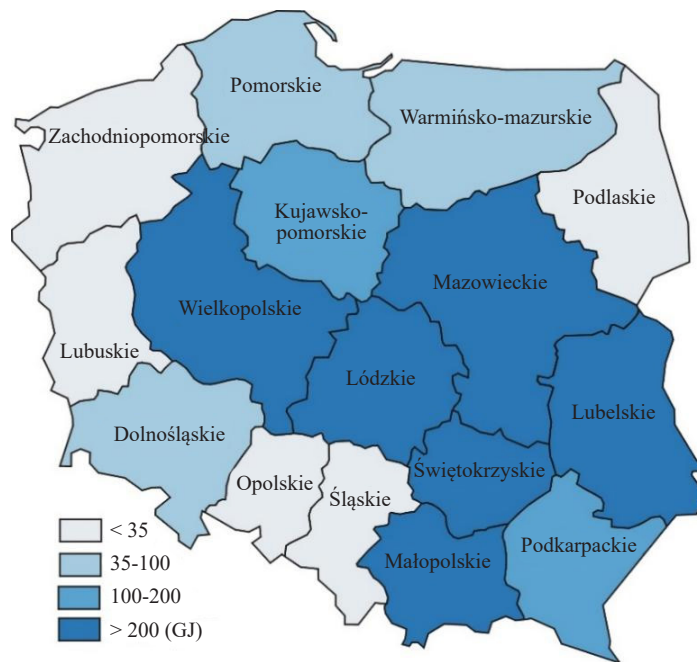 Pomorskie
Warmińsko-mazurskie
Zachodniopomorskie
Podlaskie
Kujawsko-
pomorskie
Mazowieckie
Wielkopolskie
Lubuskie
Lódzkie
Lubelskie
Dolnośląskie
Świętokrzyskie
Opolskie
Śląskie
Podkarpackie
Małopolskie
< 35
35-100
100-200
> 200 (GJ)